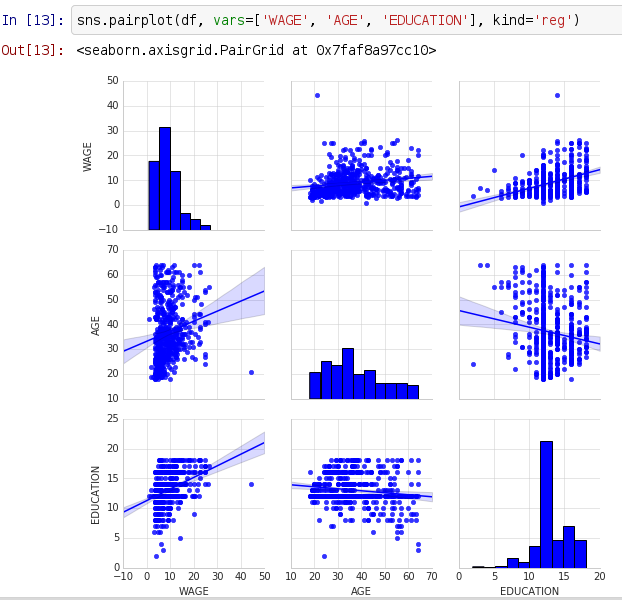 In [13]: sns.pairplot(df, vars=['WAGE', 'AGE', 'EDUCATION'], kind='reg')
Out[13]: <seaborn.axisgrid.PairGrid at 0x7faf8a97cc10>
WAGE
50
40
30
20
10
0
−10
AGE
70
60
50
40
30
20
10
EDUCATION
25
20
15
10
5
0
−10 0 10 20 30 40 50 10 20 30 40 50 60 70 0 5 10 15 20
WAGE AGE EDUCATION